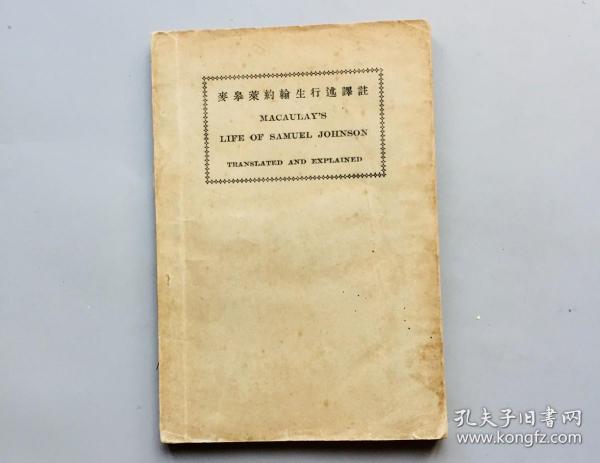 麥皋萊約翰生行述譯註
MACAULAY'S
LIFE OF SAMUEL JOHNSON
TRANSLATED AND EXPLAINED
孔夫子旧书网
www.kongfz.com